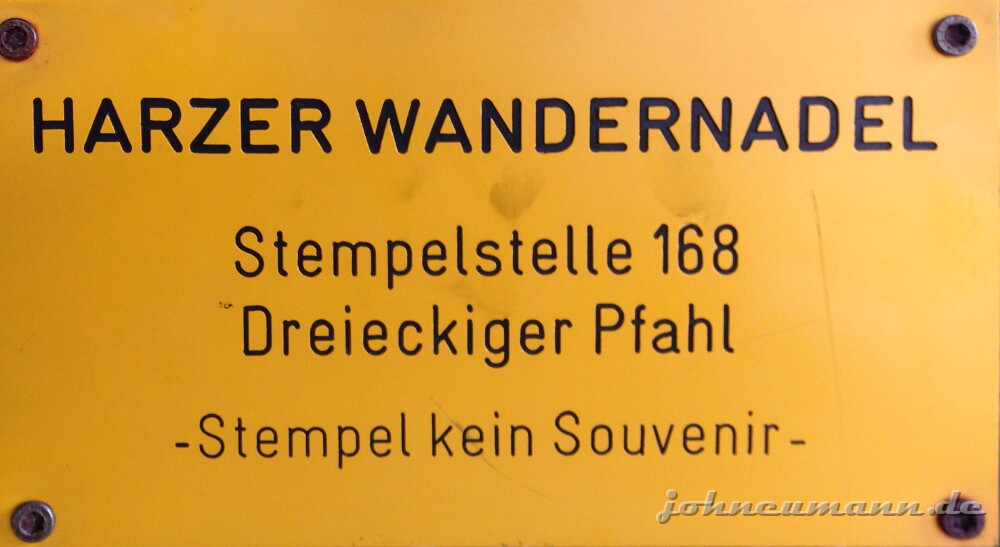 HARZER WANDERNADEL
Stempelstelle 168
Dreieckiger Pfahl
-Stempel kein Souvenir-
johneumann.de